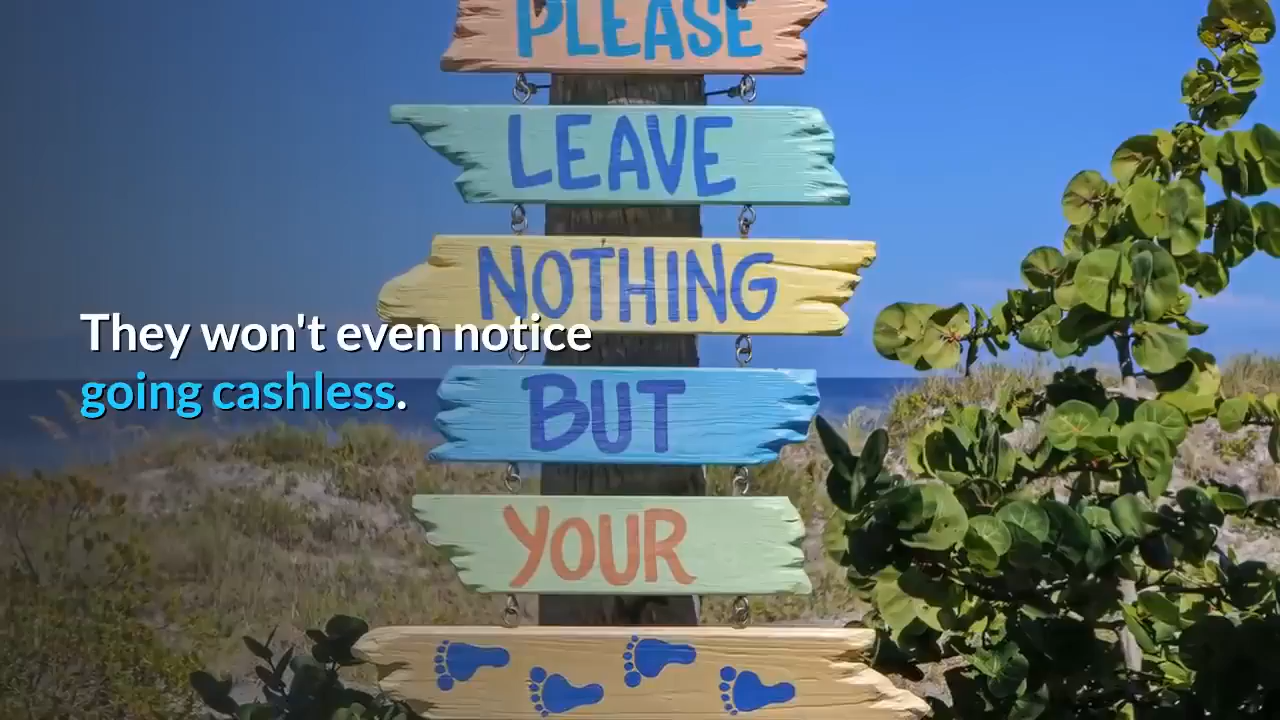 PLEASE
LEAVE
NOTHING
They won't even notice
going cashless.
BUT
YOUR